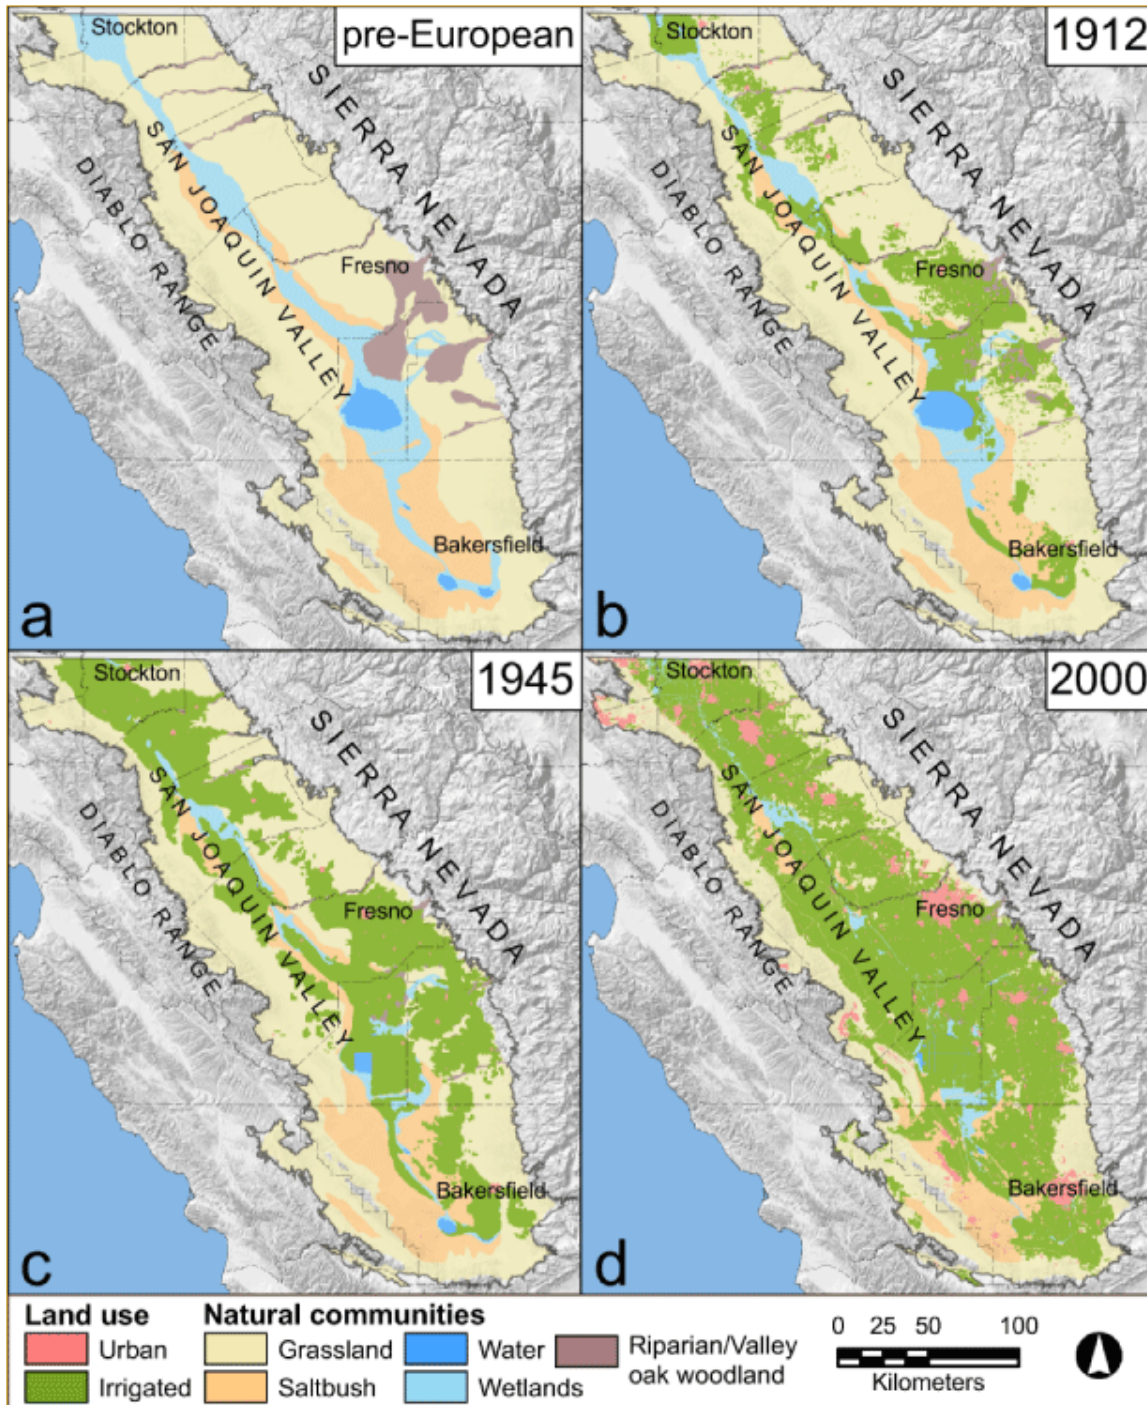 Stockton
pre-European
SIERRA NEVADA
SAN JOAQUIN VALLEY
DIABLO RANGE
Fresno
Bakersfield
a
Stockton
1912
SIERRA NEVADA
SAN JOAQUIN VALLEY
DIABLO RANGE
Fresno
Bakersfield
b
Stockton
1945
SIERRA NEVADA
SAN JOAQUIN VALLEY
DIABLO RANGE
Fresno
Bakersfield
c
Stockton
2000
SIERRA NEVADA
SAN JOAQUIN VALLEY
DIABLO RANGE
Fresno
Bakersfield
d
Land use
Urban
Irrigated
Natural communities
Grassland
Saltbush
Water
Wetlands
Riparian/Valley
oak woodland
0 25 50 100
Kilometers